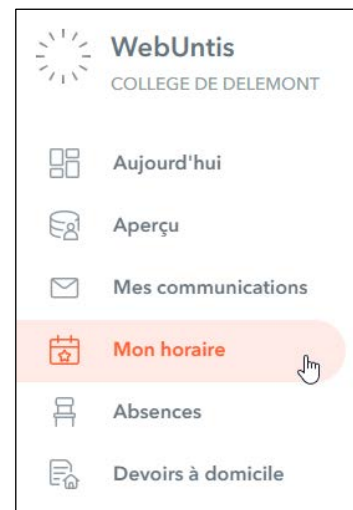 WebUntis
COLLEGE DE DELEMONT
Aujourd'hui
Aperçu
Mes communications
Mon horaire
Absences
Devoirs à domicile